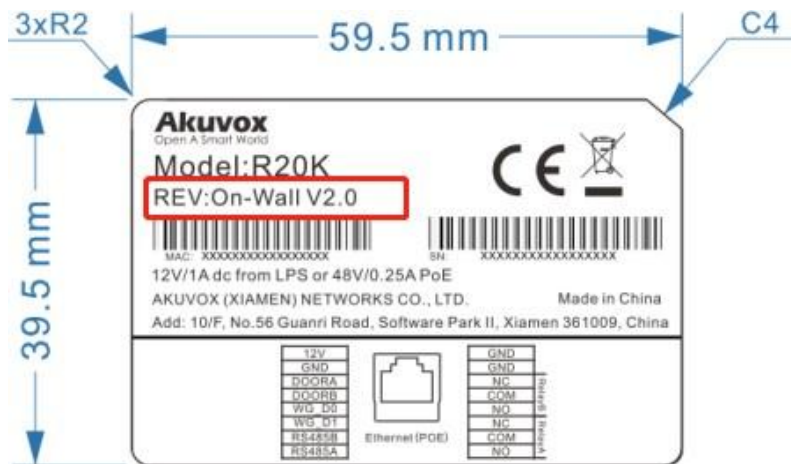 3xR2
59.5 mm
C4
39.5 mm
Akuvox
Open A Smart World
Model:R20K
REV:On-Wall V2.0
CE
MAC: XXXXXXXXXXXXXXXXX
SN: XXXXXXXXXXXXXXXXX
12V/1A dc from LPS or 48V/0.25A PoE
AKUVOX (XIAMEN) NETWORKS CO., LTD.
Made in China
Add: 10/F, No.56 Guanri Road, Software Park II, Xiamen 361009, China
12V
GND
DOORA
DOORB
WG_D0
WG_D1
RS485B
RS485A
Ethernet(POE)
GND
GND
NC
COM
NO
NC
COM
NO
RelayB
RelayA